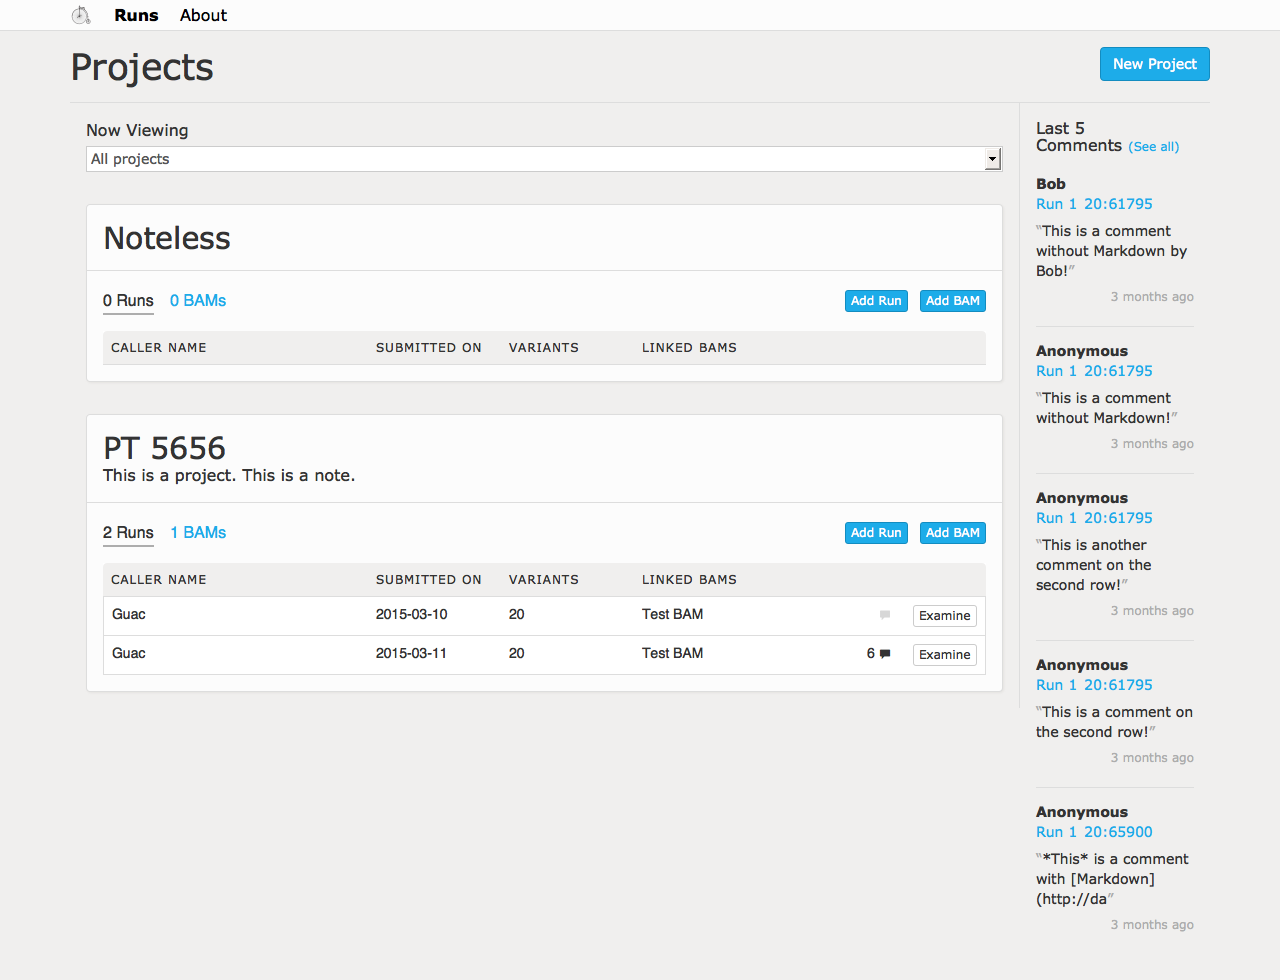 Runs About
Projects
New Project
Now Viewing
All projects
Noteless
0 Runs 0 BAMs Add Run Add BAM
CALLER NAME SUBMITTED ON VARIANTS LINKED BAMS
PT 5656
This is a project. This is a note.
2 Runs 1 BAMs Add Run Add BAM
CALLER NAME SUBMITTED ON VARIANTS LINKED BAMS
Guac 2015-03-10 20 Test BAM Examine
Guac 2015-03-11 20 Test BAM 6 Examine
Last 5
Comments (See all)
Bob
Run 1 20:61795
“This is a comment
without Markdown by
Bob!”
3 months ago
Anonymous
Run 1 20:61795
“This is a comment
without Markdown!”
3 months ago
Anonymous
Run 1 20:61795
“This is another
comment on the
second row!”
3 months ago
Anonymous
Run 1 20:61795
“This is a comment on
the second row!”
3 months ago
Anonymous
Run 1 20:65900
“*This* is a comment
with [Markdown]
(http://da”
3 months ago